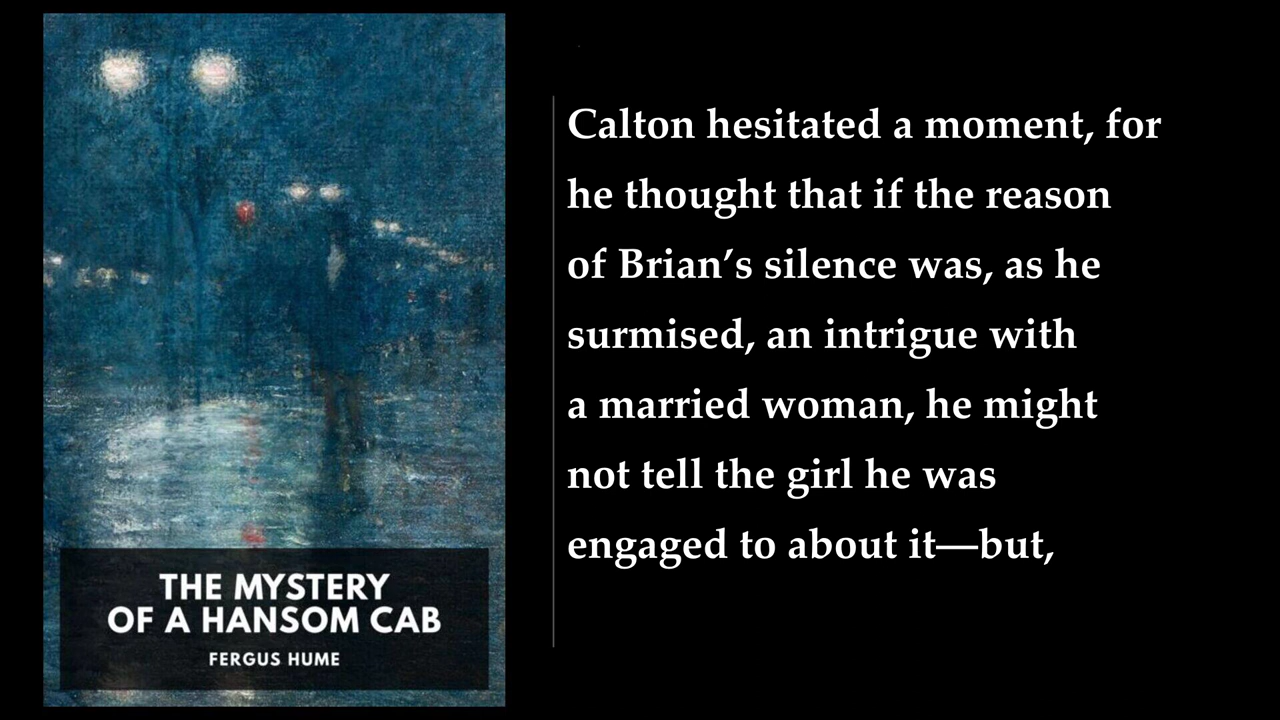 Calton hesitated a moment, for
he thought that if the reason
of Brian’s silence was, as he
surmised, an intrigue with
a married woman, he might
not tell the girl he was
engaged to about it—but,
THE MYSTERY
OF A HANSOM CAB
FERGUS HUME